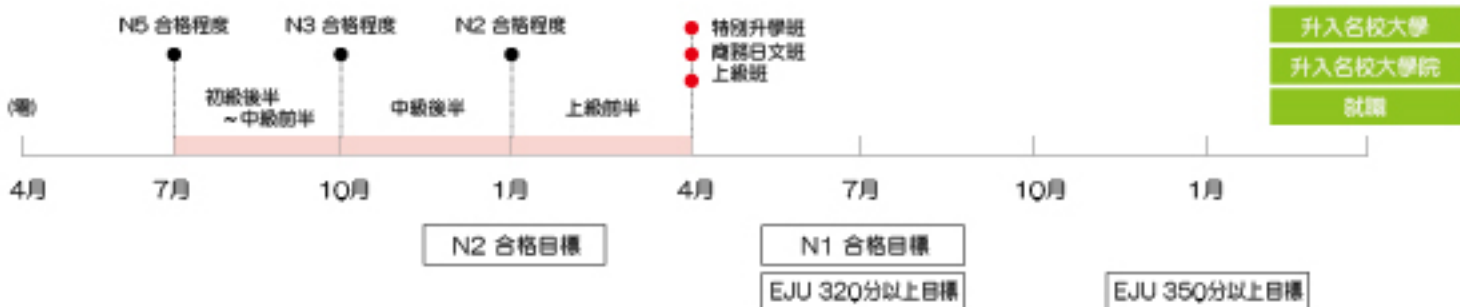 N5 合格程度
N3 合格程度
N2 合格程度
特別升學班
商務日文班
上級班
升入名校大學
升入名校大學院
就職
初級後半
～中級前半
中級後半
上級前半
4月
7月
10月
1月
4月
7月
10月
1月
N2 合格目標
N1 合格目標
EJU 320分以上目標
EJU 350分以上目標